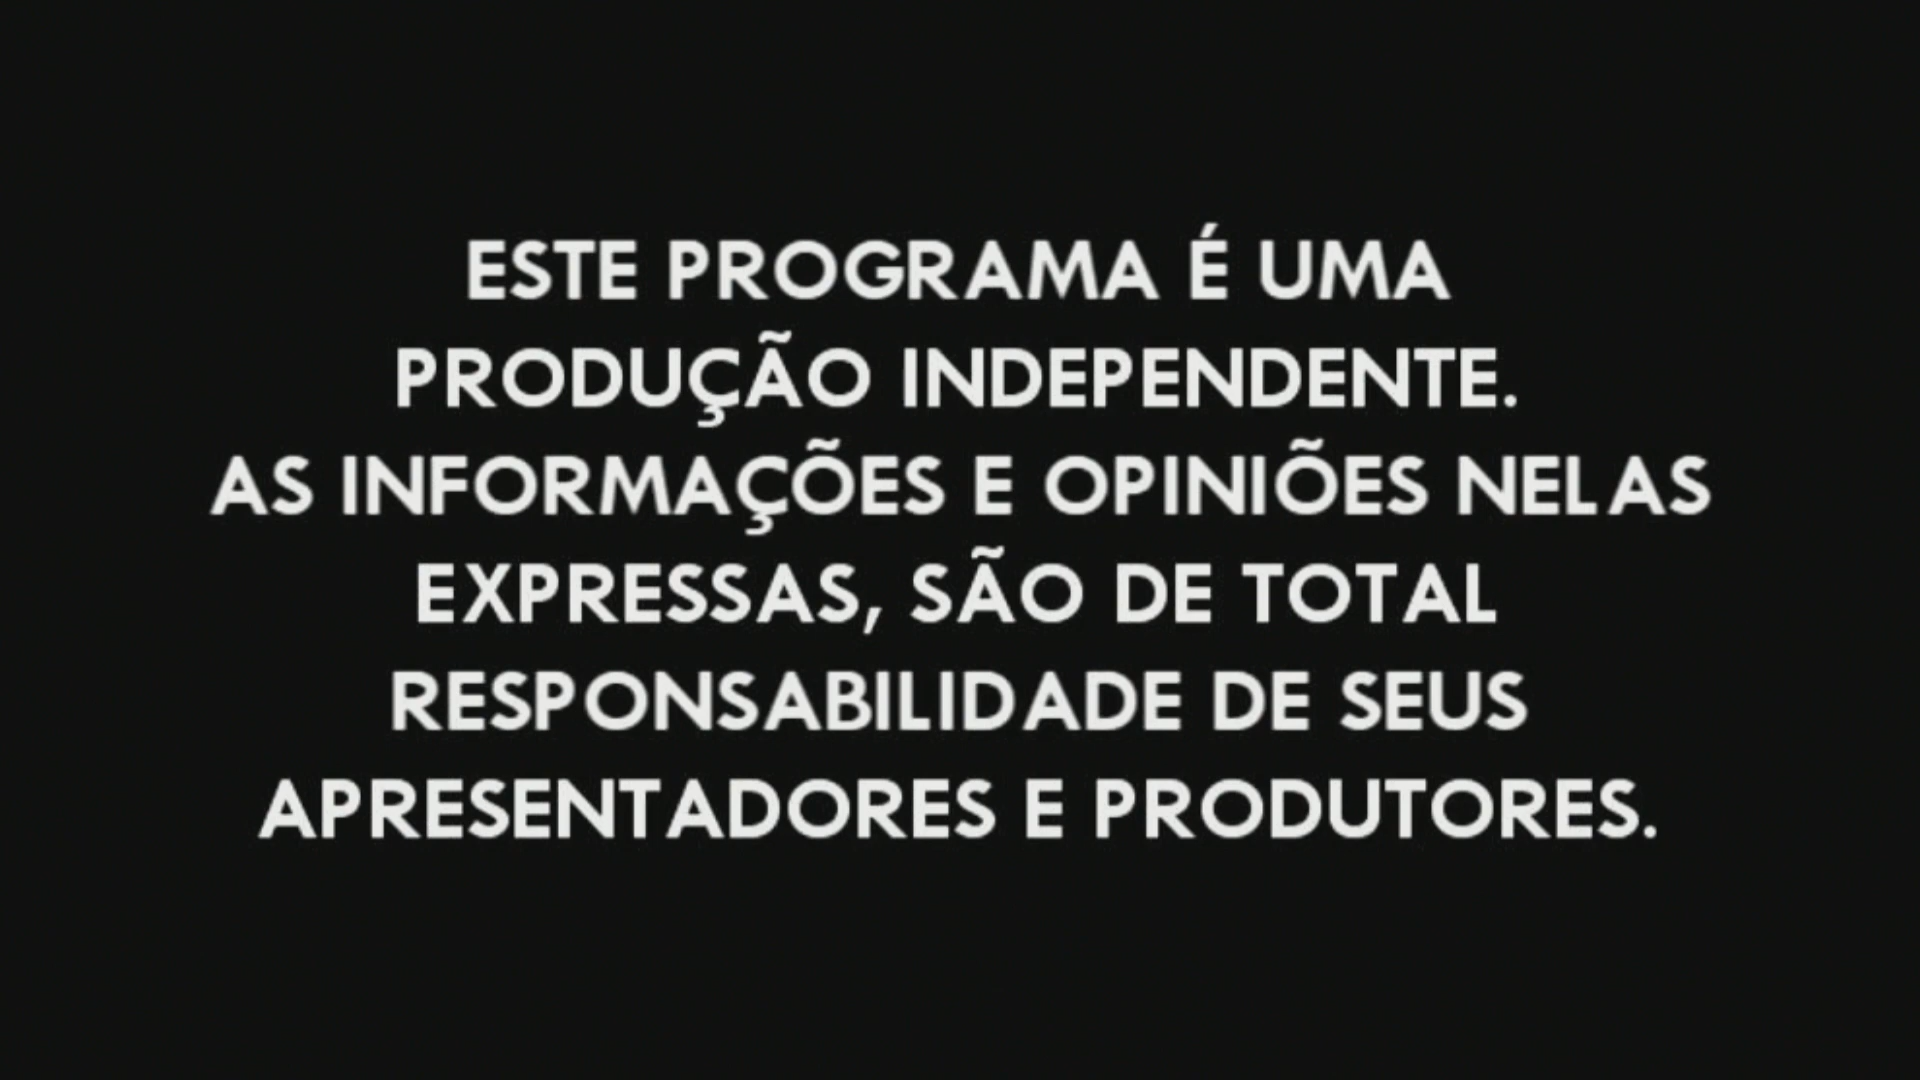 ESTE PROGRAMA É UMA
PRODUÇÃO INDEPENDENTE.
AS INFORMAÇÕES E OPINIÕES NELAS
EXPRESSAS, SÃO DE TOTAL
RESPONSABILIDADE DE SEUS
APRESENTADORES E PRODUTORES.